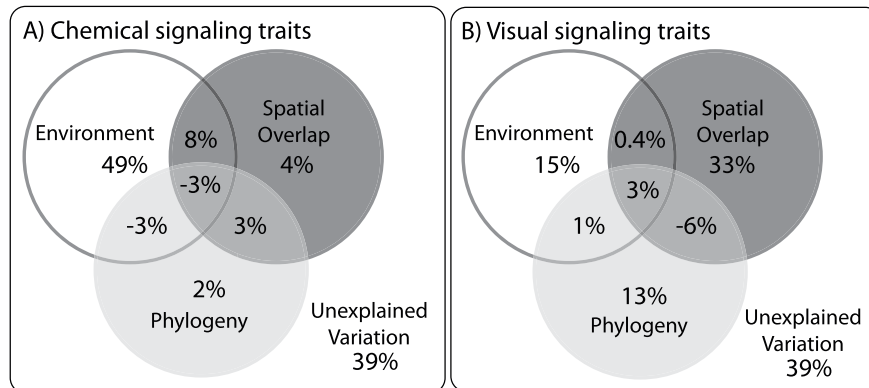 A) Chemical signaling traits
Environment
49%
8%
Spatial
Overlap
4%
-3%
-3%
3%
2%
Phylogeny
Unexplained
Variation
39%
B) Visual signaling traits
Environment
15%
0.4%
Spatial
Overlap
33%
3%
1%
-6%
13%
Phylogeny
Unexplained
Variation
39%